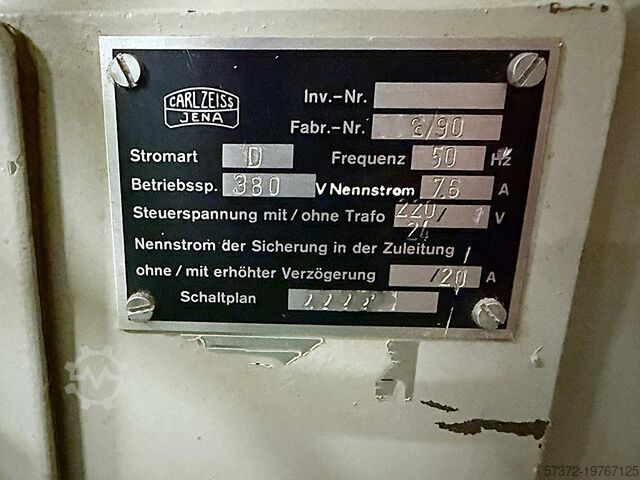 CARL ZEISS
JENA
Inv.-Nr.
Fabr.-Nr. 8/90
Stromart D Frequenz 50 Hz
Betriebssp. 380 V Nennstrom 7,6 A
Steuerspannung mit / ohne Trafo 220/ V
24
Nennstrom der Sicherung in der Zuleitung
ohne / mit erhöhter Verzögerung /20 A
Schaltplan
57372-19767125